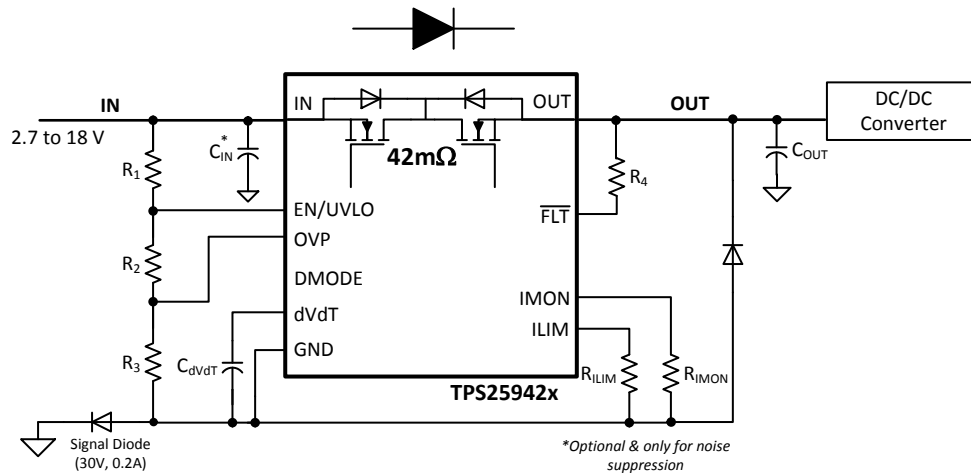 IN
2.7 to 18 V
R1
CIN*
R2
R3
CdVdT
Signal Diode
(30V, 0.2A)
IN
OUT
42mΩ
EN/UVLO
OVP
DMODE
dVdT
GND
FLT
IMON
ILIM
TPS25942x
RILIM
RIMON
R4
OUT
COUT
DC/DC
Converter
*Optional & only for noise
suppression